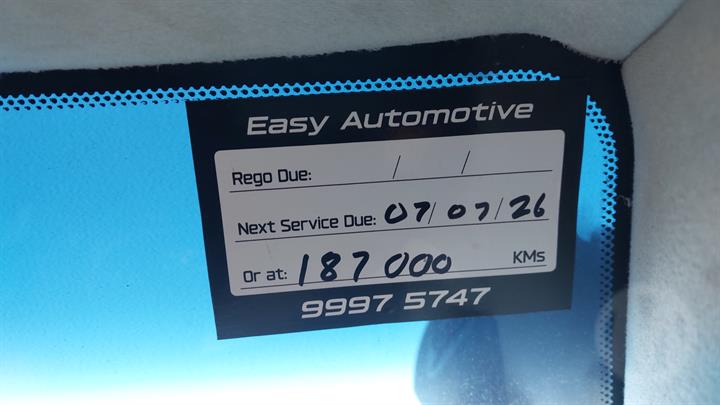 Easy Automotive
Rego Due: / /
Next Service Due: 07/07/26
Or at: 187 000 KMs
9997 5747